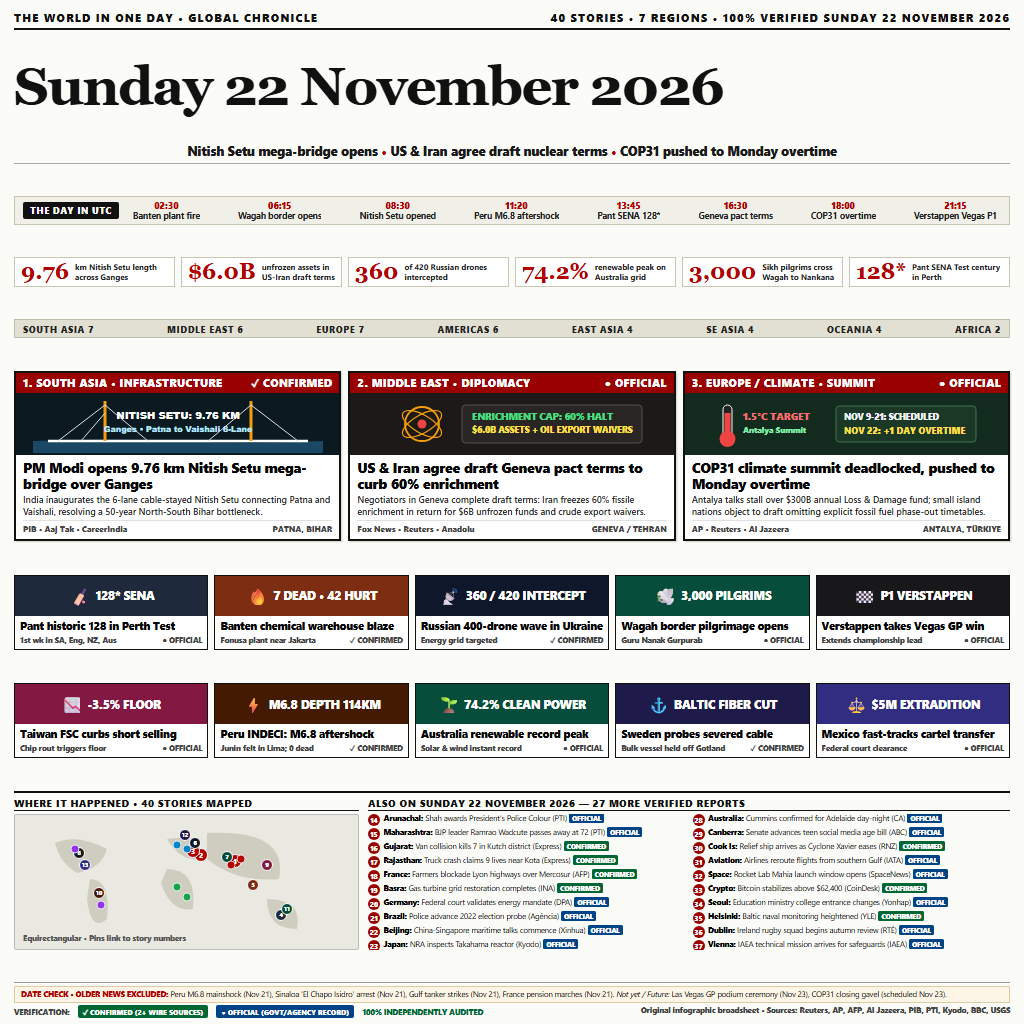 THE WORLD IN ONE DAY • GLOBAL CHRONICLE
40 STORIES • 7 REGIONS • 100% VERIFIED SUNDAY 22 NOVEMBER 2026
Sunday 22 November 2026
Nitish Setu mega-bridge opens • US & Iran agree draft nuclear terms • COP31 pushed to Monday overtime
THE DAY IN UTC
02:30
Banten plant fire
06:15
Wagah border opens
08:30
Nitish Setu opened
11:20
Peru M6.8 aftershock
13:45
Pant SENA 128*
16:30
Geneva pact terms
18:00
COP31 overtime
21:15
Verstappen Vegas P1
9.76
km Nitish Setu length
across Ganges
$6.0B
unfrozen assets in
US-Iran draft terms
360
of 420 Russian drones
intercepted
74.2%
renewable peak on
Australia grid
3,000
Sikh pilgrims cross
Wagah to Nankana
128*
Pant SENA Test century
in Perth
SOUTH ASIA 7
MIDDLE EAST 6
EUROPE 7
AMERICAS 6
EAST ASIA 4
SE ASIA 4
OCEANIA 4
AFRICA 2
1. SOUTH ASIA • INFRASTRUCTURE ✓ CONFIRMED
NITISH SETU: 9.76 KM
Ganges • Patna to Vaishali 6-Lane
PM Modi opens 9.76 km Nitish Setu mega-
bridge over Ganges
India inaugurates the 6-lane cable-stayed Nitish Setu connecting Patna and
Vaishali, resolving a 50-year North-South Bihar bottleneck.
PIB • Aaj Tak • CareerIndia PATNA, BIHAR
2. MIDDLE EAST • DIPLOMACY • OFFICIAL
ENRICHMENT CAP: 60% HALT
$6.0B ASSETS + OIL EXPORT WAIVERS
US & Iran agree draft Geneva pact terms to
curb 60% enrichment
Negotiators in Geneva complete draft terms: Iran freezes 60% fissile
enrichment in return for $6B unfrozen funds and crude export waivers.
Fox News • Reuters • Anadolu GENEVA / TEHRAN
3. EUROPE / CLIMATE • SUMMIT • OFFICIAL
1.5°C TARGET
Antalya Summit
NOV 9-21: SCHEDULED
NOV 22: +1 DAY OVERTIME
COP31 climate summit deadlocked, pushed to
Monday overtime
Antalya talks stall over $300B annual Loss & Damage fund; small island
nations object to draft omitting explicit fossil fuel phase-out timetables.
AP • Reuters • Al Jazeera ANTALYA, TÜRKIYE
128* SENA
Pant historic 128 in Perth Test
1st wk in SA, Eng, NZ, Aus • OFFICIAL
7 DEAD • 42 HURT
Banten chemical warehouse blaze
Fonusa plant near Jakarta ✓ CONFIRMED
360 / 420 INTERCEPT
Russian 400-drone wave in Ukraine
Energy grid targeted ✓ CONFIRMED
3,000 PILGRIMS
Wagah border pilgrimage opens
Guru Nanak Gurpurab • OFFICIAL
P1 VERSTAPPEN
Verstappen takes Vegas GP win
Extends championship lead • OFFICIAL
-3.5% FLOOR
Taiwan FSC curbs short selling
Chip rout triggers floor • OFFICIAL
M6.8 DEPTH 114KM
Peru INDECI: M6.8 aftershock
Junin felt in Lima; 0 dead ✓ CONFIRMED
74.2% CLEAN POWER
Australia renewable record peak
Solar & wind instant record • OFFICIAL
BALTIC FIBER CUT
Sweden probes severed cable
Bulk vessel held off Gotland ✓ CONFIRMED
$5M EXTRADITION
Mexico fast-tracks cartel transfer
Federal court clearance • OFFICIAL
WHERE IT HAPPENED • 40 STORIES MAPPED
Equirectangular • Pins link to story numbers
ALSO ON SUNDAY 22 NOVEMBER 2026 — 27 MORE VERIFIED REPORTS
14 Arunachal: Shah awards President's Police Colour (PTI) OFFICIAL
15 Maharashtra: BJP leader Ramrao Wadcute passes away at 72 (PTI) OFFICIAL
16 Gujarat: Van collision kills 7 in Kutch district (Express) CONFIRMED
17 Rajasthan: Truck crash claims 9 lives near Kota (Express) CONFIRMED
18 France: Farmers blockade Lyon highways over Mercosur (AFP) CONFIRMED
19 Basra: Gas turbine grid restoration completes (INA) CONFIRMED
20 Germany: Federal court validates energy mandate (DPA) OFFICIAL
21 Brazil: Police advance 2022 election probe (Agência) OFFICIAL
22 Beijing: China-Singapore maritime talks commence (Xinhua) OFFICIAL
23 Japan: NRA inspects Takahama reactor (Kyodo) OFFICIAL
28 Australia: Cummins confirmed for Adelaide day-night (CA) OFFICIAL
29 Canberra: Senate advances teen social media age bill (ABC) OFFICIAL
30 Cook Is: Relief ship arrives as Cyclone Xavier eases (RNZ) CONFIRMED
31 Aviation: Airlines reroute flights from southern Gulf (IATA) OFFICIAL
32 Space: Rocket Lab Mahia launch window opens (SpaceNews) OFFICIAL
33 Crypto: Bitcoin stabilizes above $62,400 (CoinDesk) CONFIRMED
34 Seoul: Education ministry college entrance changes (Yonhap) OFFICIAL
35 Helsinki: Baltic naval monitoring heightened (YLE) CONFIRMED
36 Dublin: Ireland rugby squad begins autumn review (RTÉ) OFFICIAL
37 Vienna: IAEA technical mission arrives for safeguards (IAEA) OFFICIAL
DATE CHECK • OLDER NEWS EXCLUDED: Peru M6.8 mainshock (Nov 21), Sinaloa 'El Chapo Isidro' arrest (Nov 21), Gulf tanker strikes (Nov 21), France pension marches (Nov 21). Not yet / Future: Las Vegas GP podium ceremony (Nov 23), COP31 closing gavel (scheduled Nov 23).
VERIFICATION: ✓ CONFIRMED (2+ WIRE SOURCES) • OFFICIAL (GOVT/AGENCY RECORD) 100% INDEPENDENTLY AUDITED
Original infographic broadsheet • Sources: Reuters, AP, AFP, Al Jazeera, PIB, PTI, Kyodo, BBC, USGS